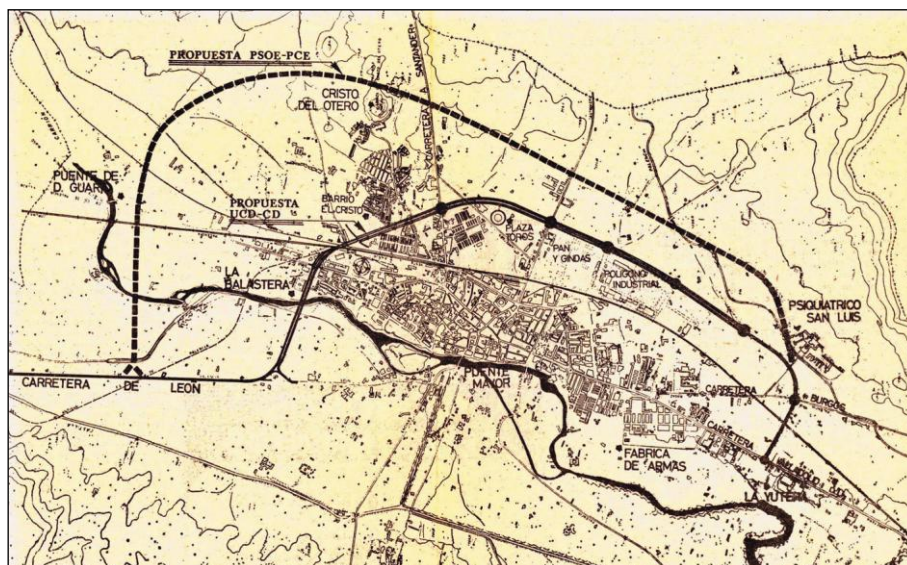 PROPUESTA PSOE-PCE
CRISTO
DEL OTERO
CARRETERA SANTANDER
PUENTE DE
D. GUARIN
PROPUESTA
UCD-CD
BARRIO
EL CRISTO
PLAZA
TOROS
PAN
Y GINDAS
POLIGONO
INDUSTRIAL
LA
BALASTERA
PSIQUIATRICO
SAN LUIS
CARRETERA DE LEON
PUENTE
MAYOR
CARRETERA
BURGOS
CARRETERA
FABRICA
DE ARMAS
LA YUTERA